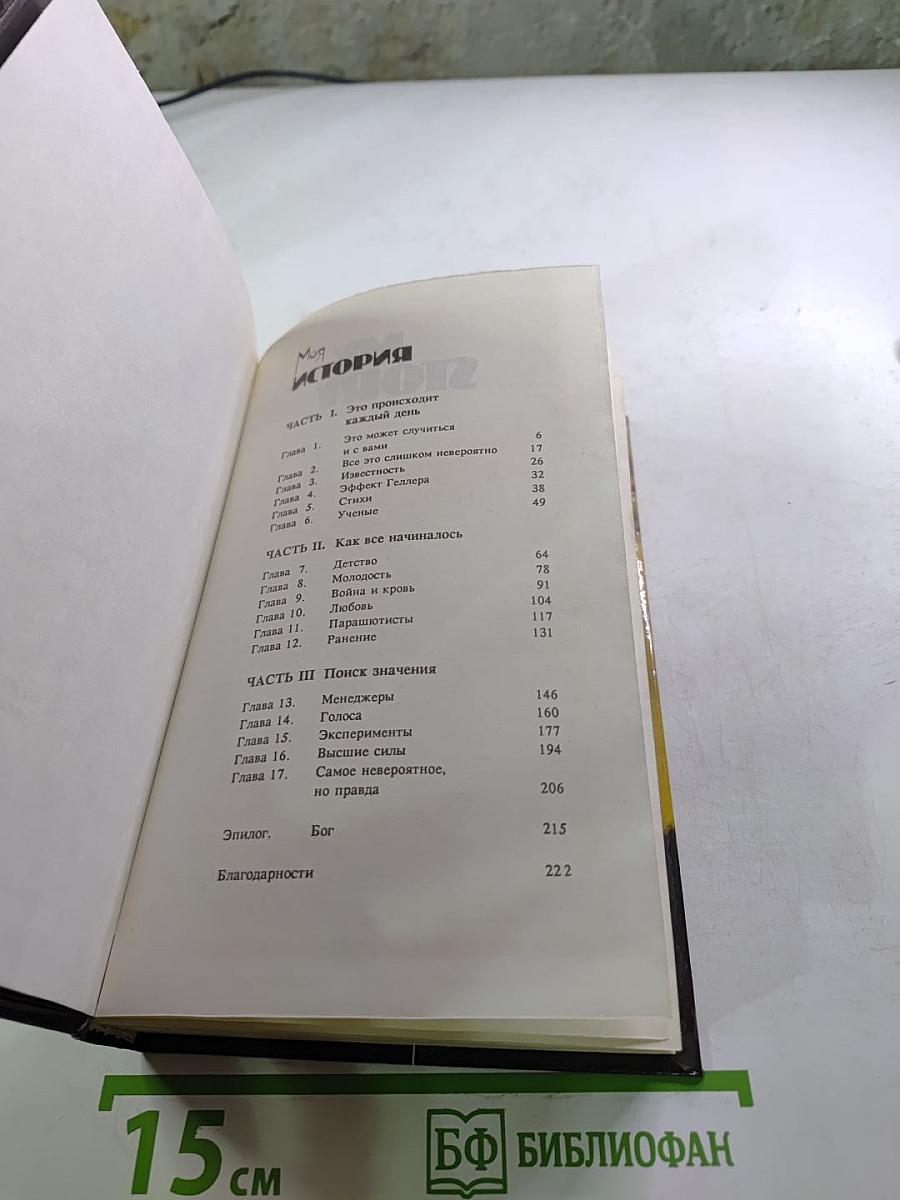 Моя
ИСТОРИЯ
ЧАСТЬ I. Это происходит
каждый день
Глава 1. Это может случиться
и с вами 6
Глава 2. Все это слишком невероятно 17
Глава 3. Известность 26
Глава 4. Эффект Геллера 32
Глава 5. Стихи 38
Глава 6. Ученые 49
ЧАСТЬ II. Как все начиналось
Глава 7. Детство 64
Глава 8. Молодость 78
Глава 9. Война и кровь 91
Глава 10. Любовь 104
Глава 11. Парашютисты 117
Глава 12. Ранение 131
ЧАСТЬ III Поиск значения
Глава 13. Менеджеры 146
Глава 14. Голоса 160
Глава 15. Эксперименты 177
Глава 16. Высшие силы 194
Глава 17. Самое невероятное,
но правда 206
Эпилог. Бог 215
Благодарности 222
15 см
БФ БИБЛИОФАН